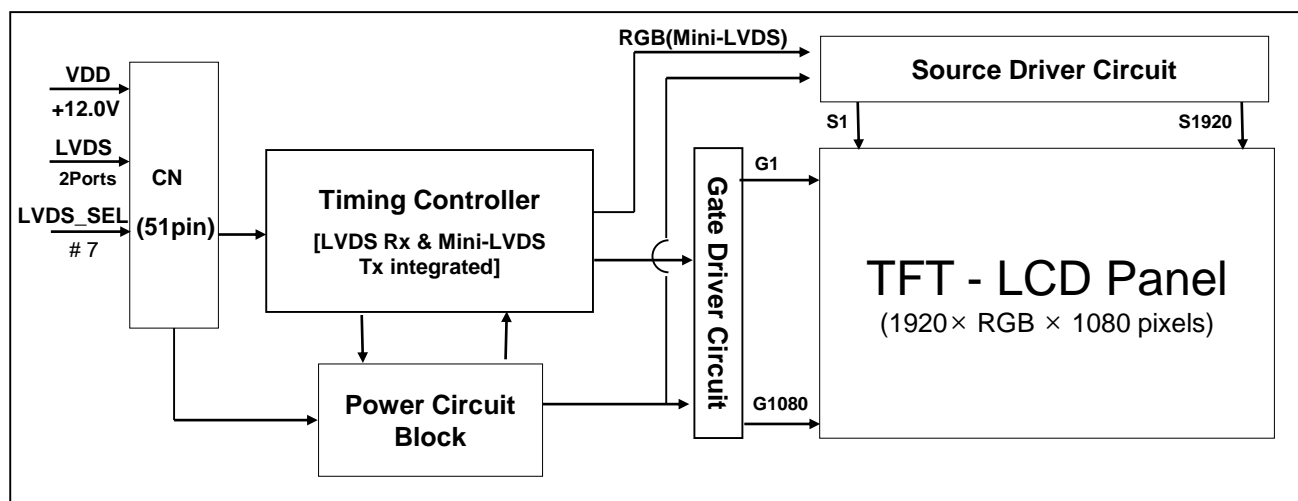 RGB(Mini-LVDS)
Source Driver Circuit
VDD
+12.0V
S1
S1920
LVDS
2Ports
CN
(51pin)
LVDS_SEL
# 7
Timing Controller
[LVDS Rx & Mini-LVDS
Tx integrated]
G1
Gate Driver Circuit
TFT - LCD Panel
(1920× RGB × 1080 pixels)
G1080
Power Circuit
Block